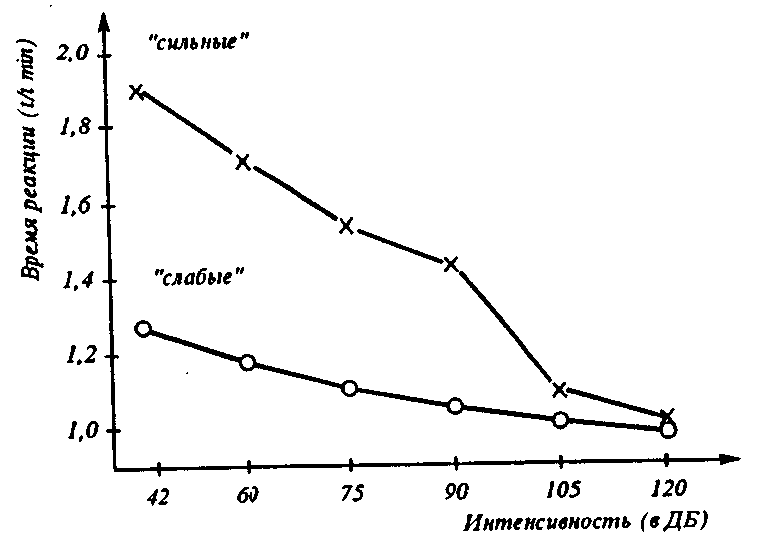 "сильные"
Время реакции (t/t min)
2,0
1,8
1,6
1,4
1,2
1,0
"слабые"
42 60 75 90 105 120
Интенсивность (в ДБ)